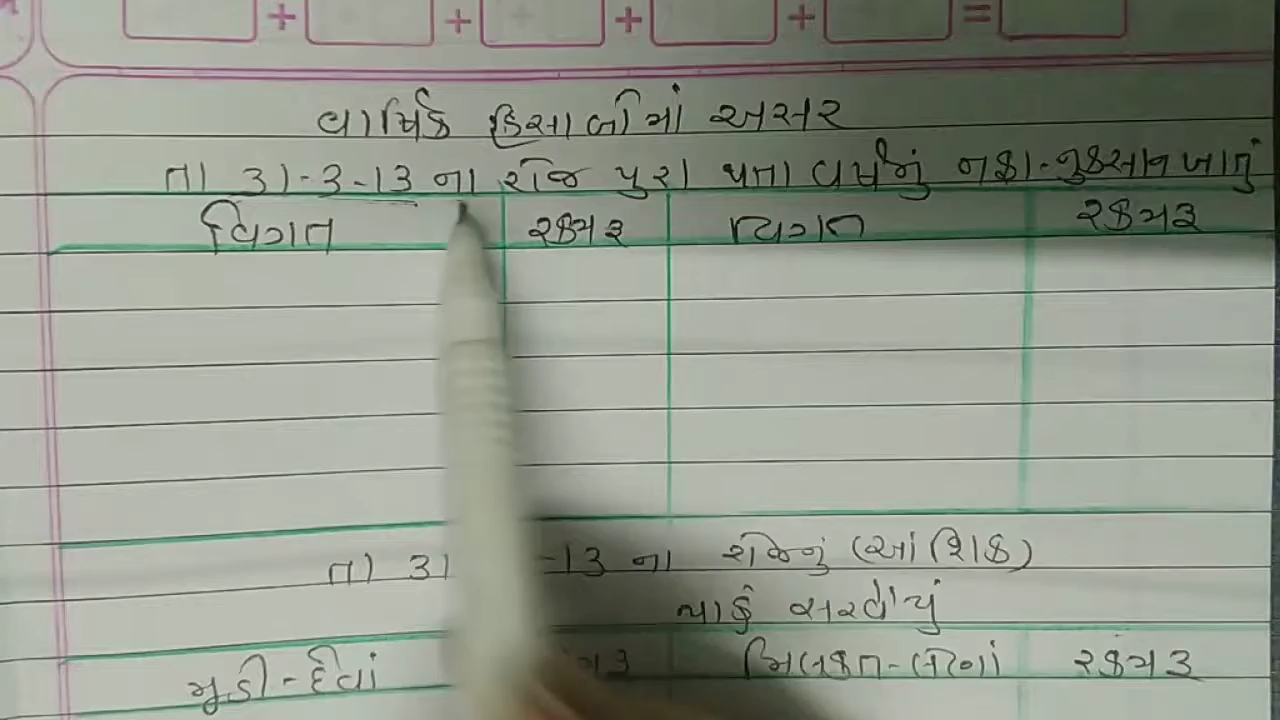 + + + + =
વાર્ષિક હિસાબોમાં અસર
તા 31-3-13 ના રોજ પુરા થતા વર્ષનું નફા-નુકસાન ખાતું
વિગત રકમ રૂ વિગત રકમ રૂ
તા 31 -13 ના રોજનું (આંશિક)
પાકું સરવૈયું
મુડી-દેવાં રૂ મિલકત-લેણાં રકમ રૂ